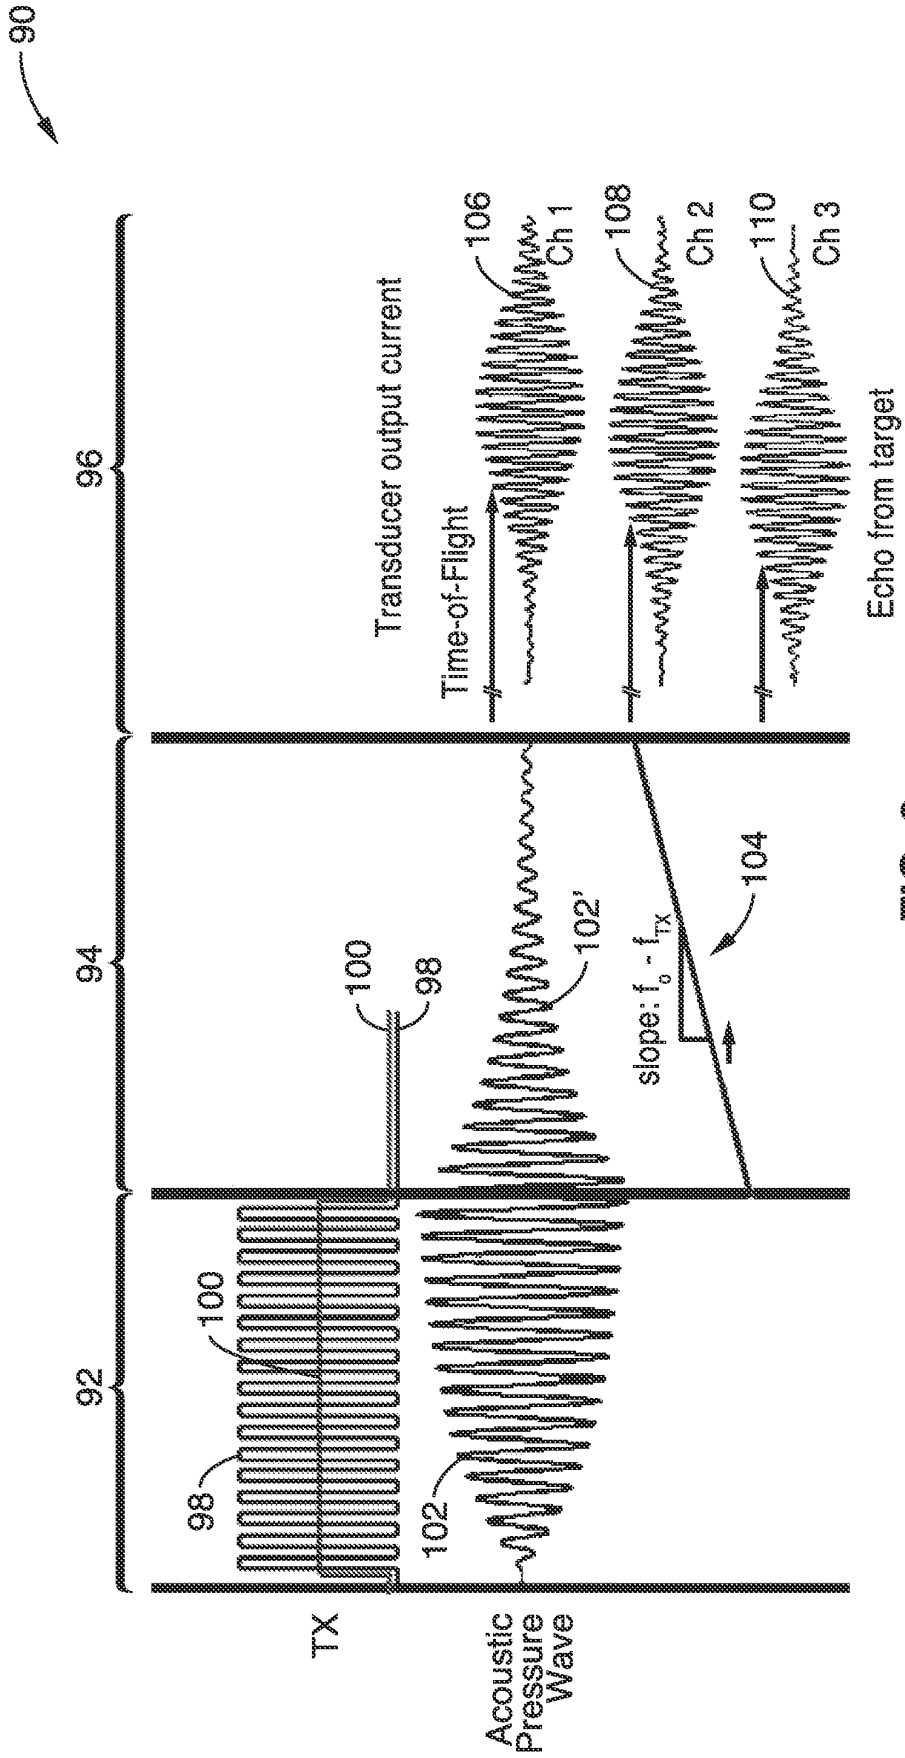 90
92
94
96
TX
98
100
100
98
Acoustic
Pressure
Wave
102
102'
slope: f₀ - f_TX
104
Transducer output current
Time-of-Flight
106
Ch 1
108
Ch 2
110
Ch 3
Echo from target